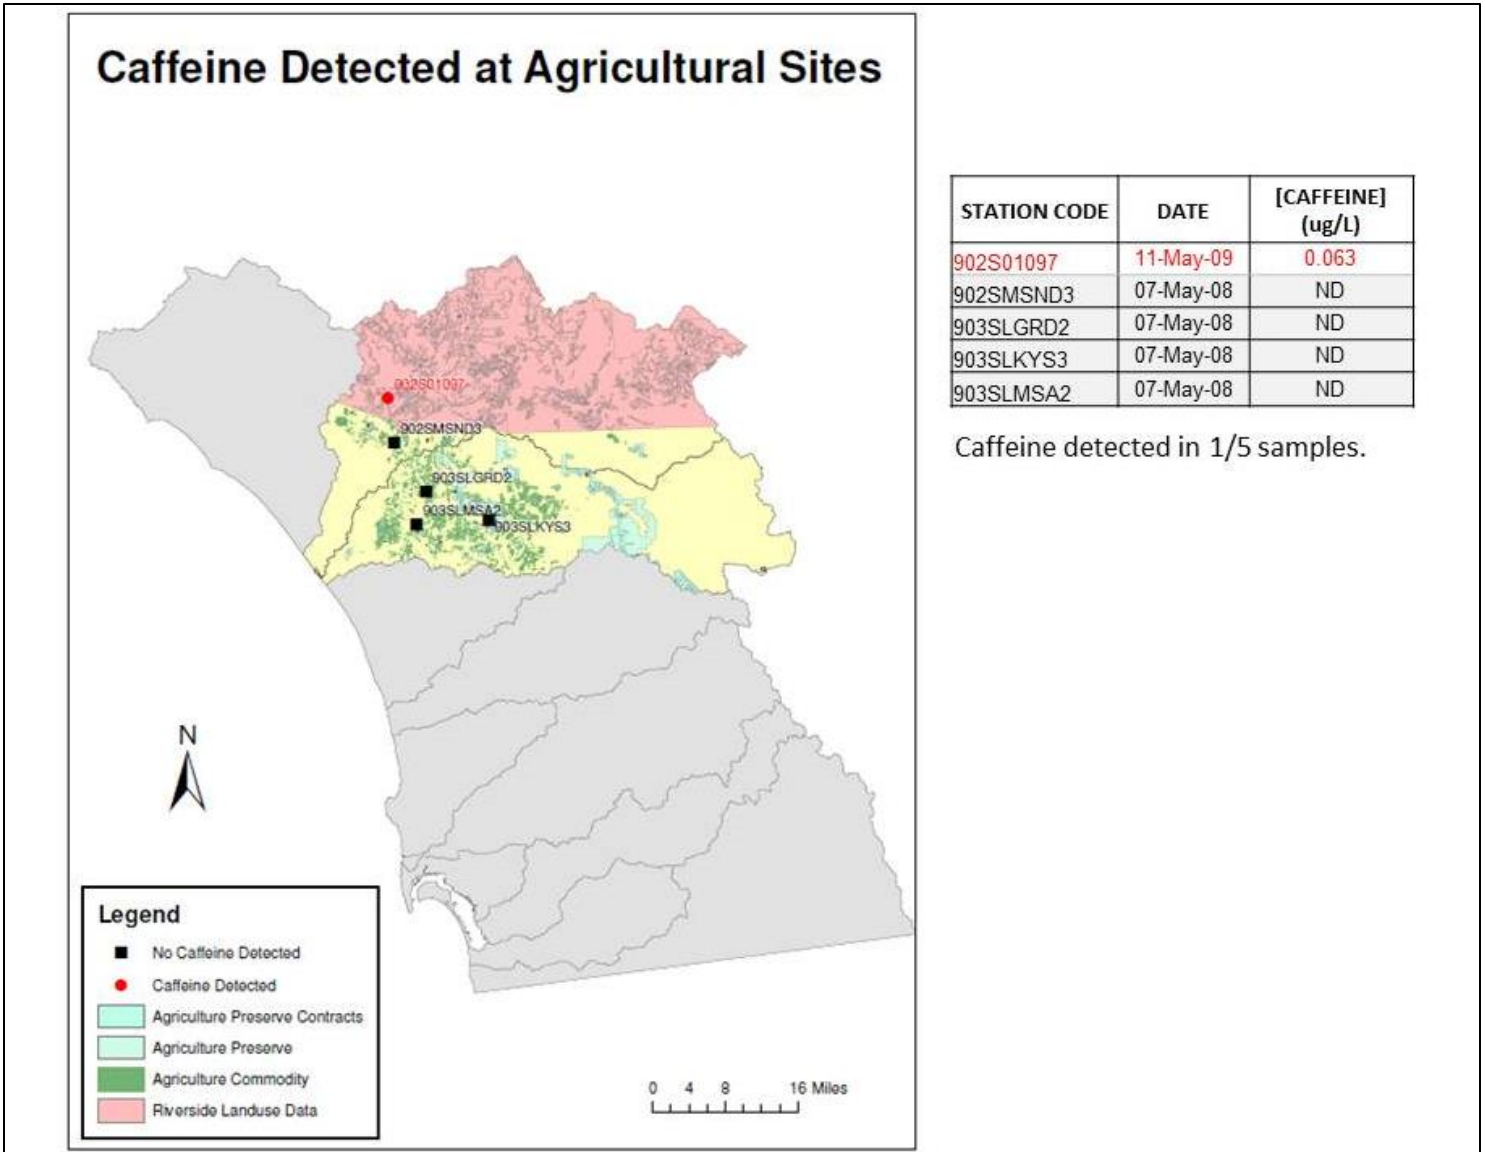 Caffeine Detected at Agricultural Sites
902S01097
902SMSND3
903SLGRD2
903SLMSA2
903SLKYS3
N
Legend
No Caffeine Detected
Caffeine Detected
Agriculture Preserve Contracts
Agriculture Preserve
Agriculture Commodity
Riverside Landuse Data
0 4 8 16 Miles
STATION CODE DATE [CAFFEINE] (ug/L)
902S01097 11-May-09 0.063
902SMSND3 07-May-08 ND
903SLGRD2 07-May-08 ND
903SLKYS3 07-May-08 ND
903SLMSA2 07-May-08 ND
Caffeine detected in 1/5 samples.